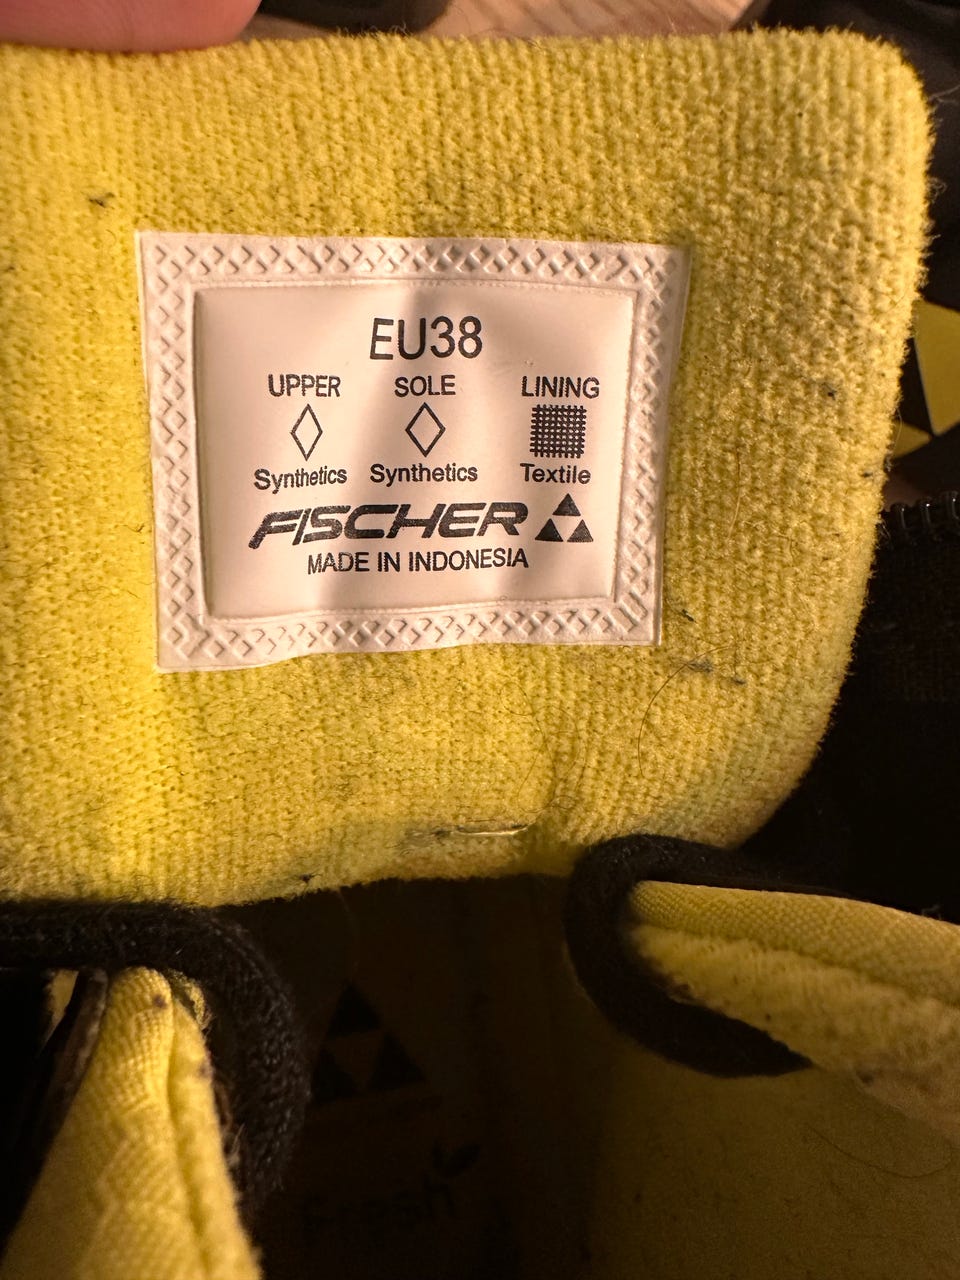 EU38
UPPER SOLE LINING
Synthetics Synthetics Textile
FISCHER
MADE IN INDONESIA